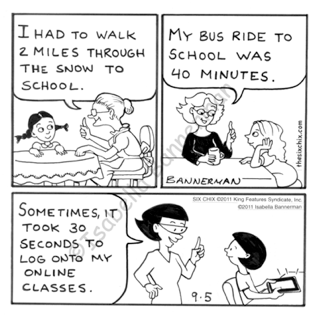 I HAD TO WALK
2 MILES THROUGH
THE SNOW TO
SCHOOL.
MY BUS RIDE TO
SCHOOL WAS
40 MINUTES.
thesixchix.com
BANNERMAN
SIX CHIX ©2011 King Features Syndicate, Inc.
©2011 Isabella Bannerman
SOMETIMES, IT
TOOK 30
SECONDS TO
LOG ONTO MY
ONLINE
CLASSES.
9.5